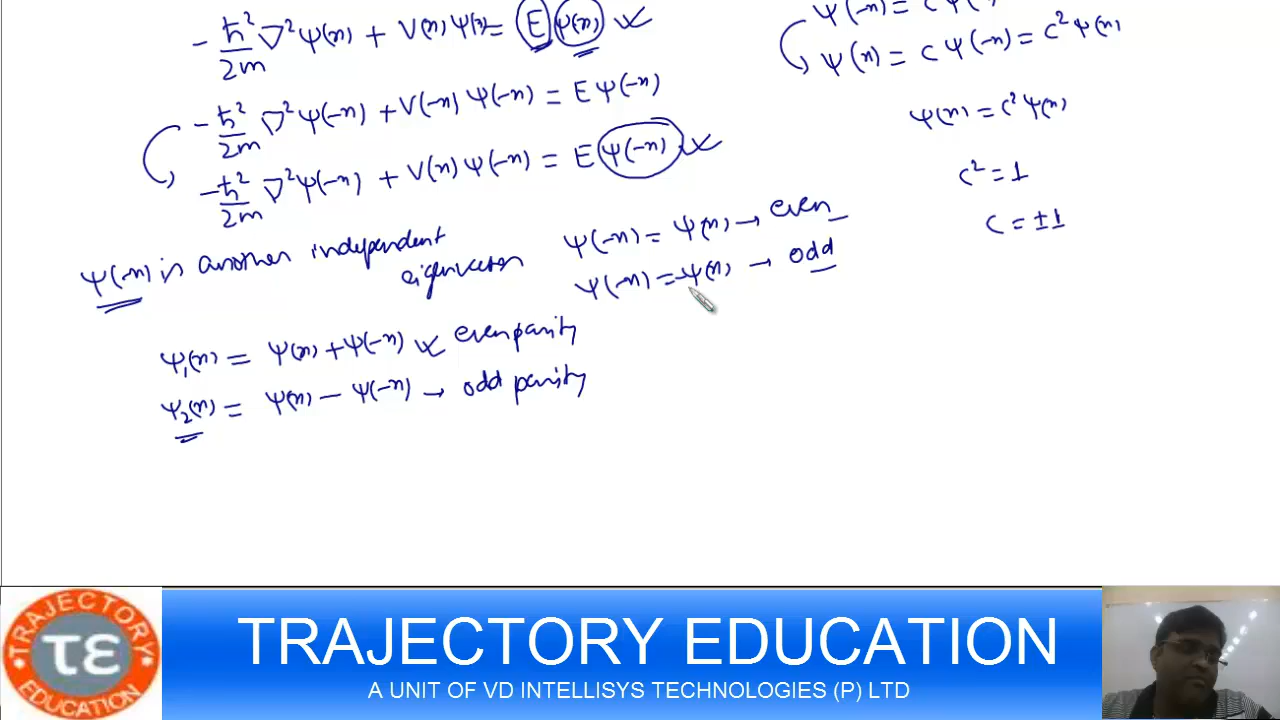 -ħ²/2m ∇²ψ(x) + V(x)ψ(x) = E ψ(x)
-ħ²/2m ∇²ψ(-x) + V(-x)ψ(-x) = Eψ(-x)
-ħ²/2m ∇²ψ(-x) + V(x)ψ(-x) = E ψ(-x)
ψ(-x) is another independent
eigenvector
ψ(-x) = ψ(x) → even
ψ(-x) = -ψ(x) → odd
ψ₁(x) = ψ(x) + ψ(-x) even parity
ψ₂(x) = ψ(x) - ψ(-x) → odd parity
ψ(-x) = Cψ
ψ(x) = Cψ(-x) = C²ψ(x)
ψ(x) = C²ψ(x)
C² = 1
C = ±1
TRAJECTORY
TE
EDUCATION
TRAJECTORY EDUCATION
A UNIT OF VD INTELLISYS TECHNOLOGIES (P) LTD